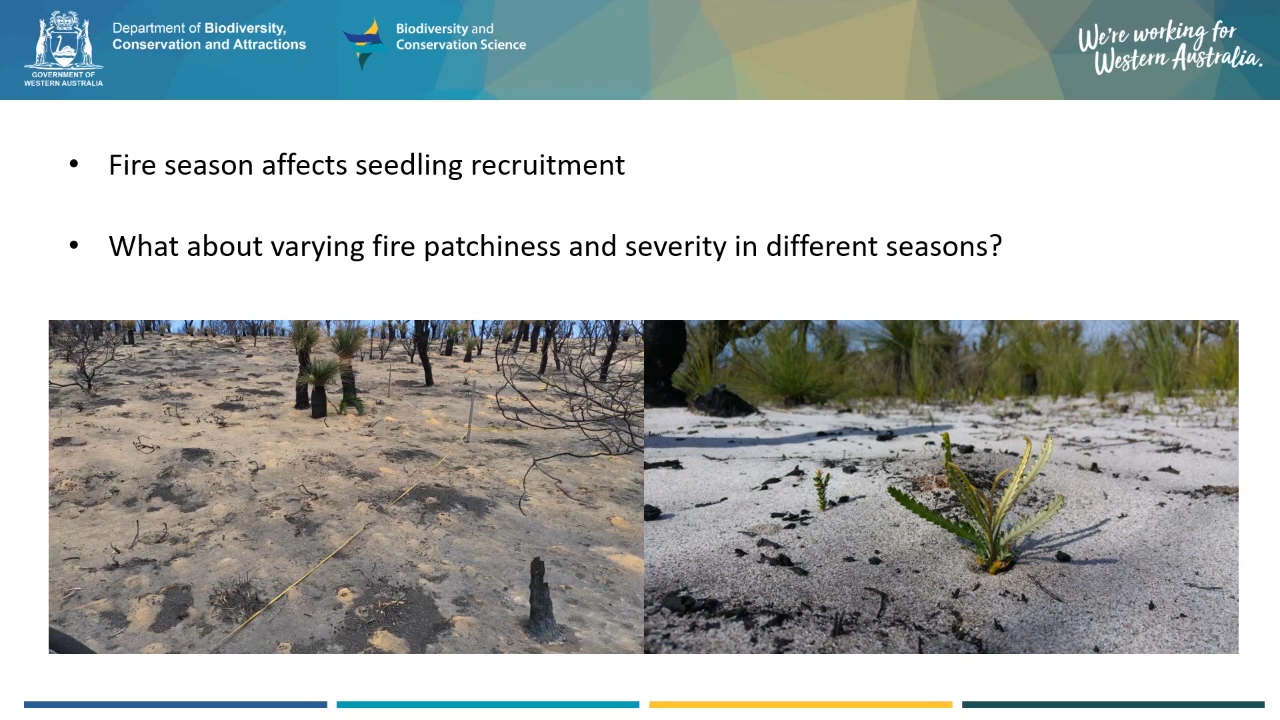 Department of Biodiversity,
Conservation and Attractions
GOVERNMENT OF
WESTERN AUSTRALIA
Biodiversity and
Conservation Science
We're working for
Western Australia.
• Fire season affects seedling recruitment
• What about varying fire patchiness and severity in different seasons?